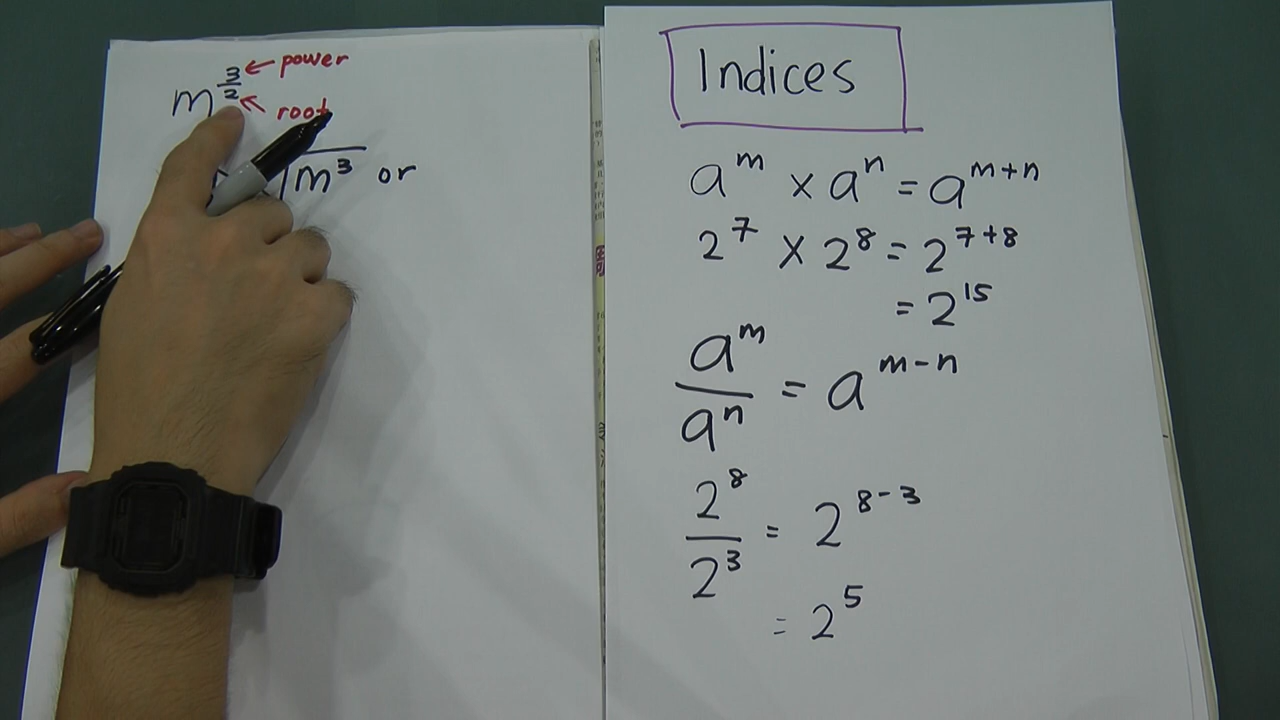 m^(3/2) ← power
← root
√m³ or
Indices
a^m × a^n = a^(m+n)
2^7 × 2^8 = 2^(7+8)
= 2^15
a^m / a^n = a^(m-n)
2^8 / 2^3 = 2^(8-3)
= 2^5